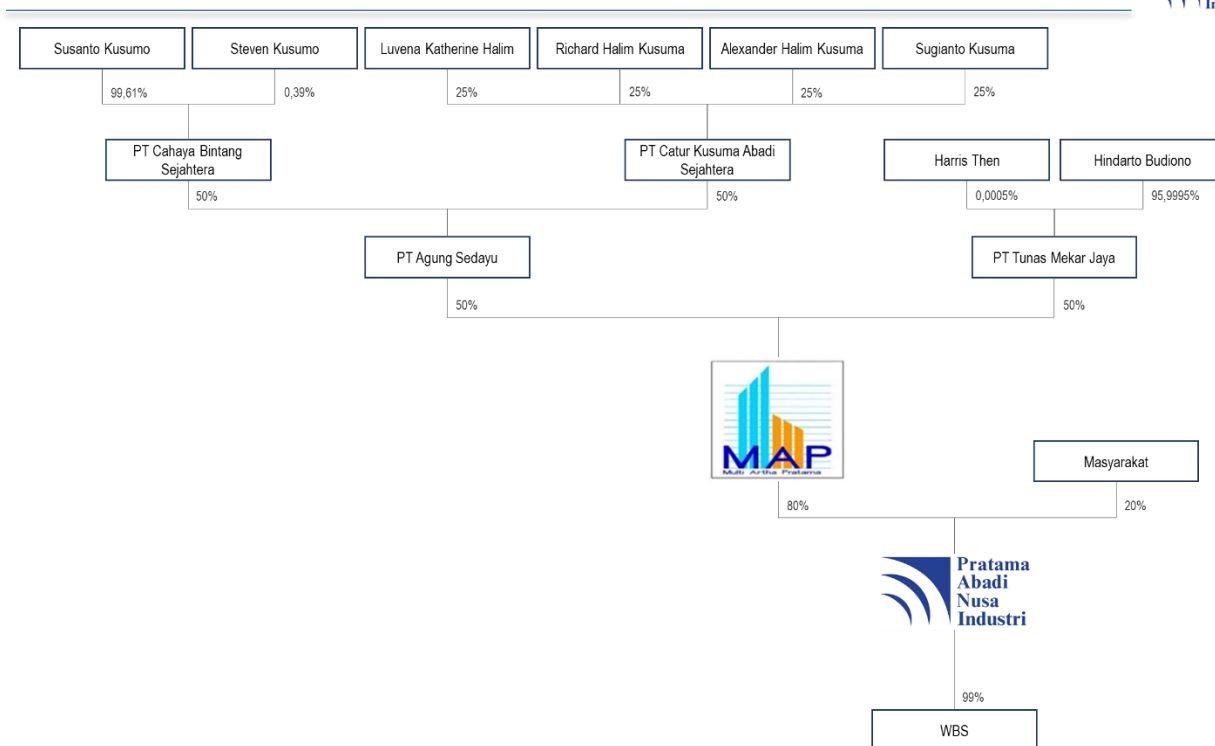 In
Susanto Kusumo
Steven Kusumo
Luvena Katherine Halim
Richard Halim Kusuma
Alexander Halim Kusuma
Sugianto Kusuma
99,61%
0,39%
25%
25%
25%
25%
PT Cahaya Bintang
Sejahtera
PT Catur Kusuma Abadi
Sejahtera
Harris Then
Hindarto Budiono
50%
50%
0,0005%
95,9995%
PT Agung Sedayu
PT Tunas Mekar Jaya
50%
50%
MAP
Multi Artha Pratama
Masyarakat
80%
20%
Pratama
Abadi
Nusa
Industri
99%
WBS